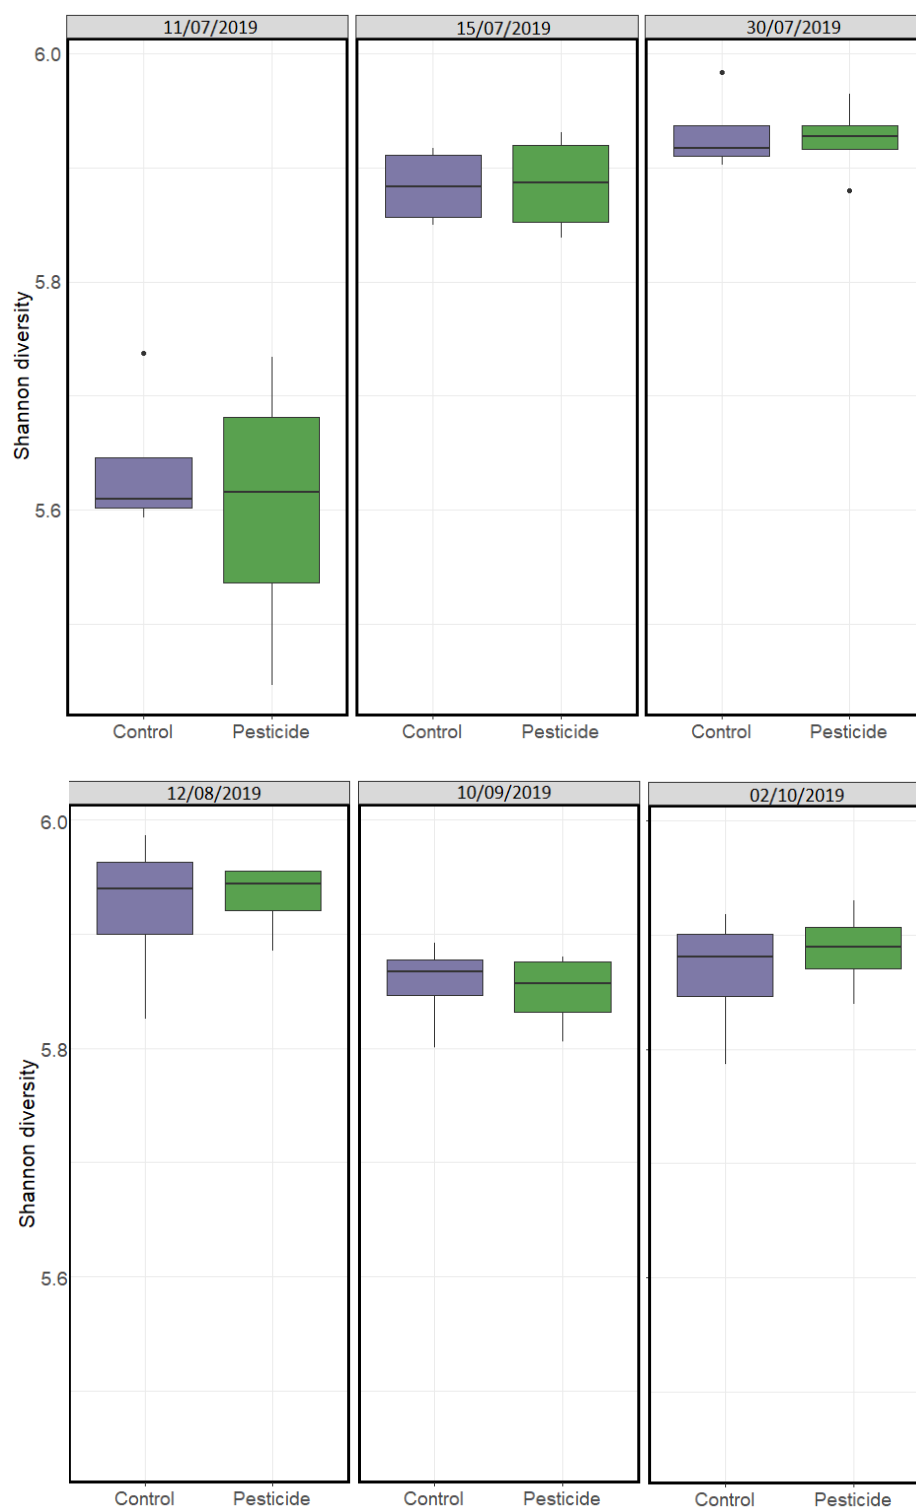 11/07/2019 15/07/2019 30/07/2019
6.0
5.8
5.6
Shannon diversity
Control Pesticide Control Pesticide Control Pesticide
12/08/2019 10/09/2019 02/10/2019
6.0
5.8
5.6
Shannon diversity
Control Pesticide Control Pesticide Control Pesticide